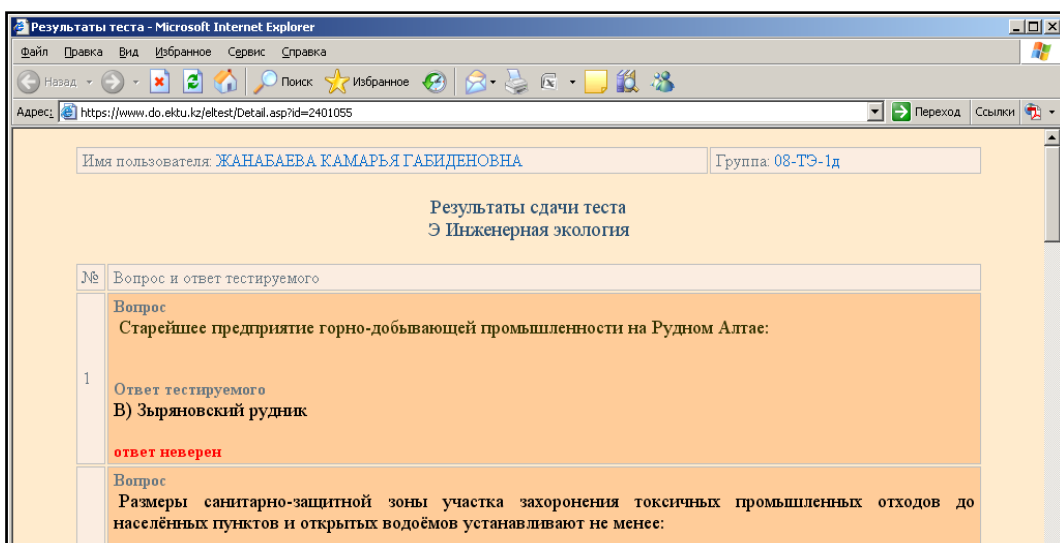 Результаты теста - Microsoft Internet Explorer
Файл Правка Вид Избранное Сервис Справка
Назад Поиск Избранное
Адрес: https://www.do.ektu.kz/eltest/Detail.asp?id=2401055 Переход Ссылки
Имя пользователя: ЖАНАБАЕВА КАМАРЬЯ ГАБИДЕНОВНА Группа: 08-ТЭ-1д
Результаты сдачи теста
Э Инженерная экология
№ Вопрос и ответ тестируемого
Вопрос
Старейшее предприятие горно-добывающей промышленности на Рудном Алтае:
1
Ответ тестируемого
B) Зыряновский рудник
ответ неверен
Вопрос
Размеры санитарно-защитной зоны участка захоронения токсичных промышленных отходов до
населённых пунктов и открытых водоёмов устанавливают не менее: